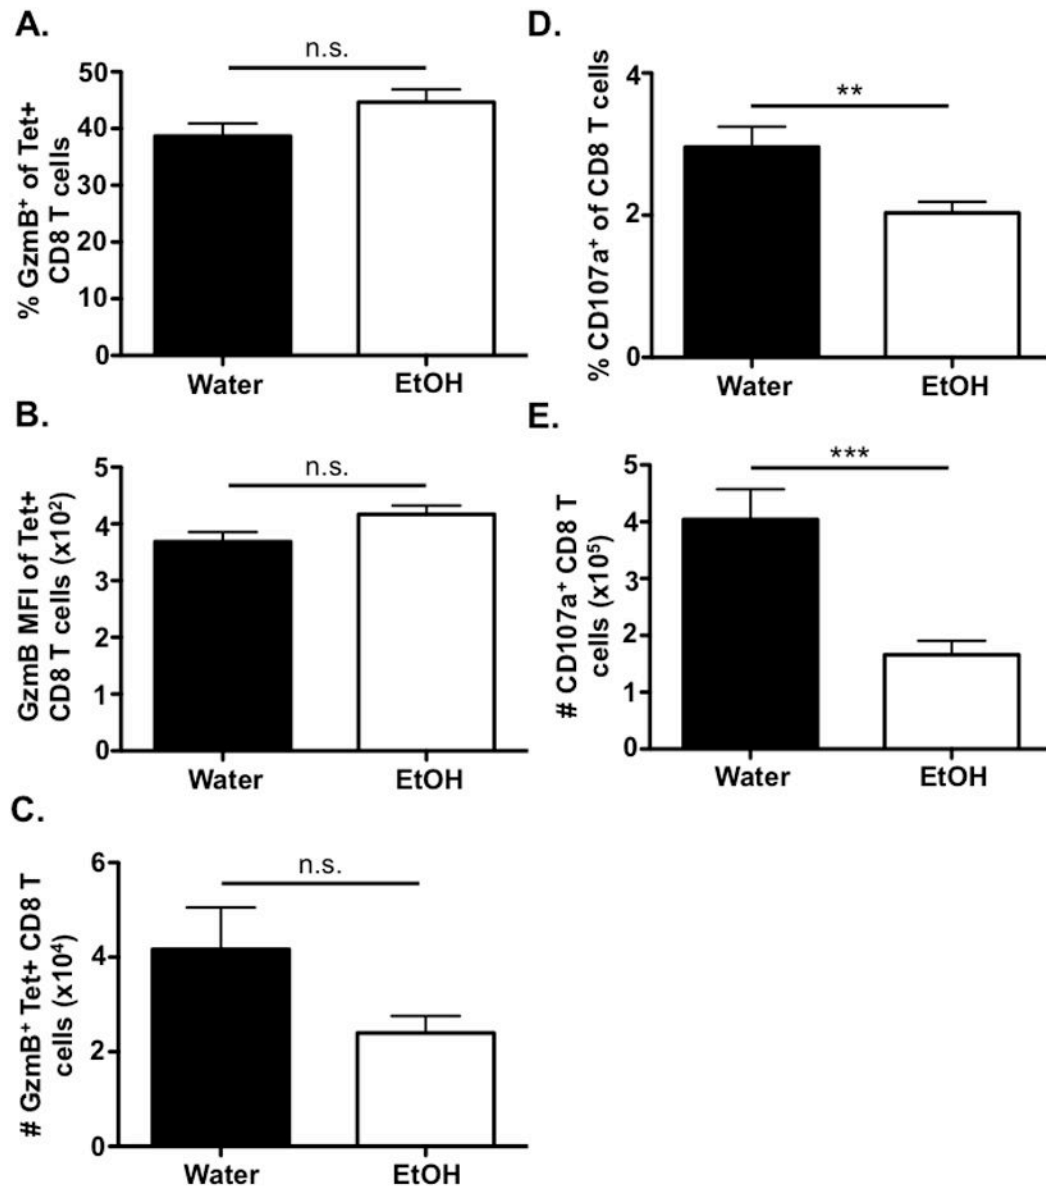 A.
n.s.
% GzmB⁺ of Tet+
CD8 T cells
50
40
30
20
10
0
Water
EtOH
B.
n.s.
GzmB MFI of Tet+
CD8 T cells (x10²)
5
4
3
2
1
0
Water
EtOH
C.
n.s.
# GzmB⁺ Tet+ CD8 T
cells (x10⁴)
6
4
2
0
Water
EtOH
D.
**
% CD107a⁺ of CD8 T cells
4
2
0
Water
EtOH
E.
***
# CD107a⁺ CD8 T
cells (x10⁵)
5
4
3
2
1
0
Water
EtOH